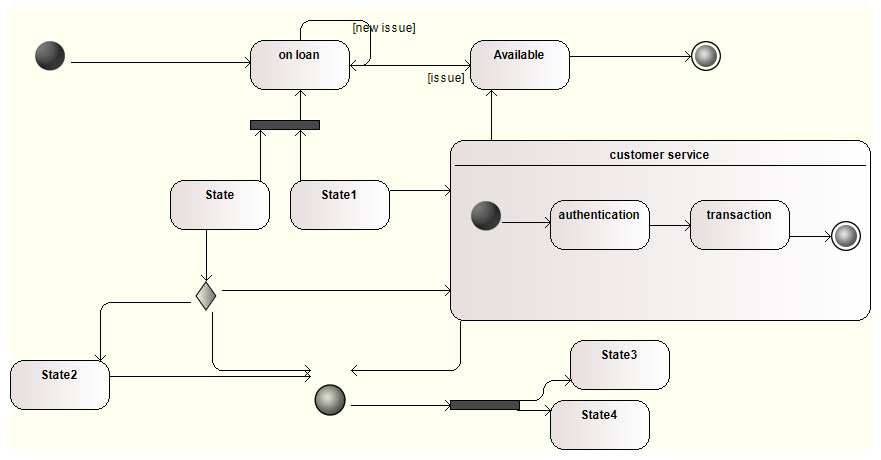 [new issue]
on loan
Available
[issue]
customer service
State
State1
authentication
transaction
State2
State3
State4